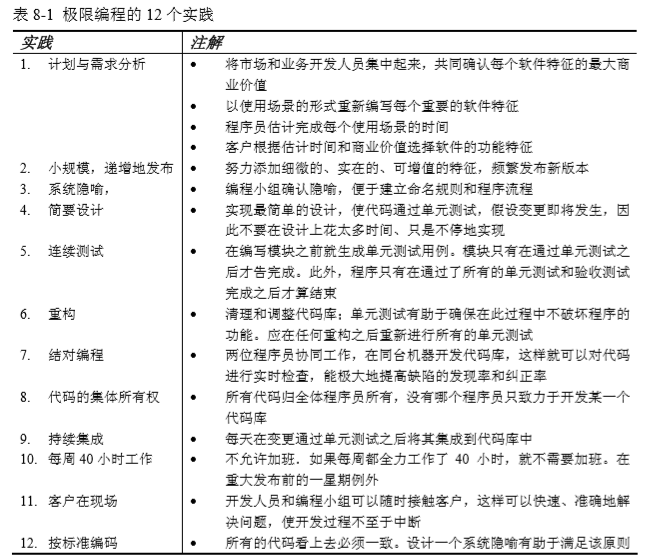 表 8-1 极限编程的 12 个实践
实践 注解
1. 计划与需求分析 • 将市场和业务开发人员集中起来，共同确认每个软件特征的最大商
业价值
• 以使用场景的形式重新编写每个重要的软件特征
• 程序员估计完成每个使用场景的时间
• 客户根据估计时间和商业价值选择软件的功能特征
2. 小规模，递增地发布 • 努力添加细微的、实在的、可增值的特征，频繁发布新版本
3. 系统隐喻， • 编程小组确认隐喻，便于建立命名规则和程序流程
4. 简要设计 • 实现最简单的设计，使代码通过单元测试，假设变更即将发生，因
此不要在设计上花太多时间、只是不停地实现
5. 连续测试 • 在编写模块之前就生成单元测试用例。模块只有在通过单元测试之
后才告完成。此外，程序只有在通过了所有的单元测试和验收测试
完成之后才算结束
6. 重构 • 清理和调整代码库；单元测试有助于确保在此过程中不破坏程序的
功能。应在任何重构之后重新进行所有的单元测试
7. 结对编程 • 两位程序员协同工作，在同台机器开发代码库，这样就可以对代码
进行实时检查，能极大地提高缺陷的发现率和纠正率
8. 代码的集体所有权 • 所有代码归全体程序员所有，没有哪个程序员只致力于开发某一个
代码库
9. 持续集成 • 每天在变更通过单元测试之后将其集成到代码库中
10. 每周 40 小时工作 • 不允许加班．如果每周都全力工作了 40 小时，就不需要加班。在
重大发布前的一星期例外
11. 客户在现场 • 开发人员和编程小组可以随时接触客户，这样可以快速、准确地解
决问题，使开发过程不至于中断
12. 按标准编码 • 所有的代码看上去必须一致。设计一个系统隐喻有助于满足该原则